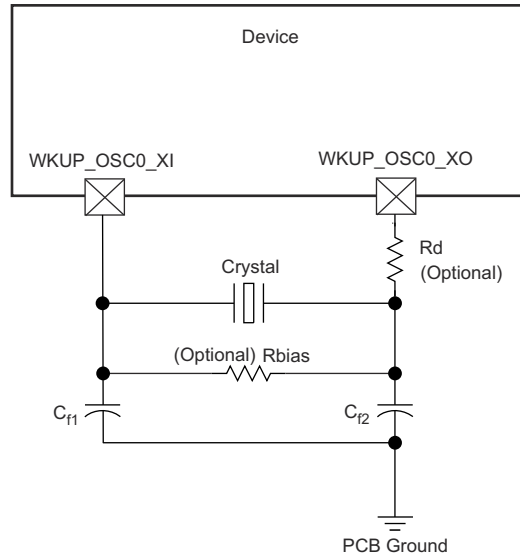 Device
WKUP_OSC0_XI
WKUP_OSC0_XO
Rd
(Optional)
Crystal
(Optional) Rbias
Cf1
Cf2
PCB Ground